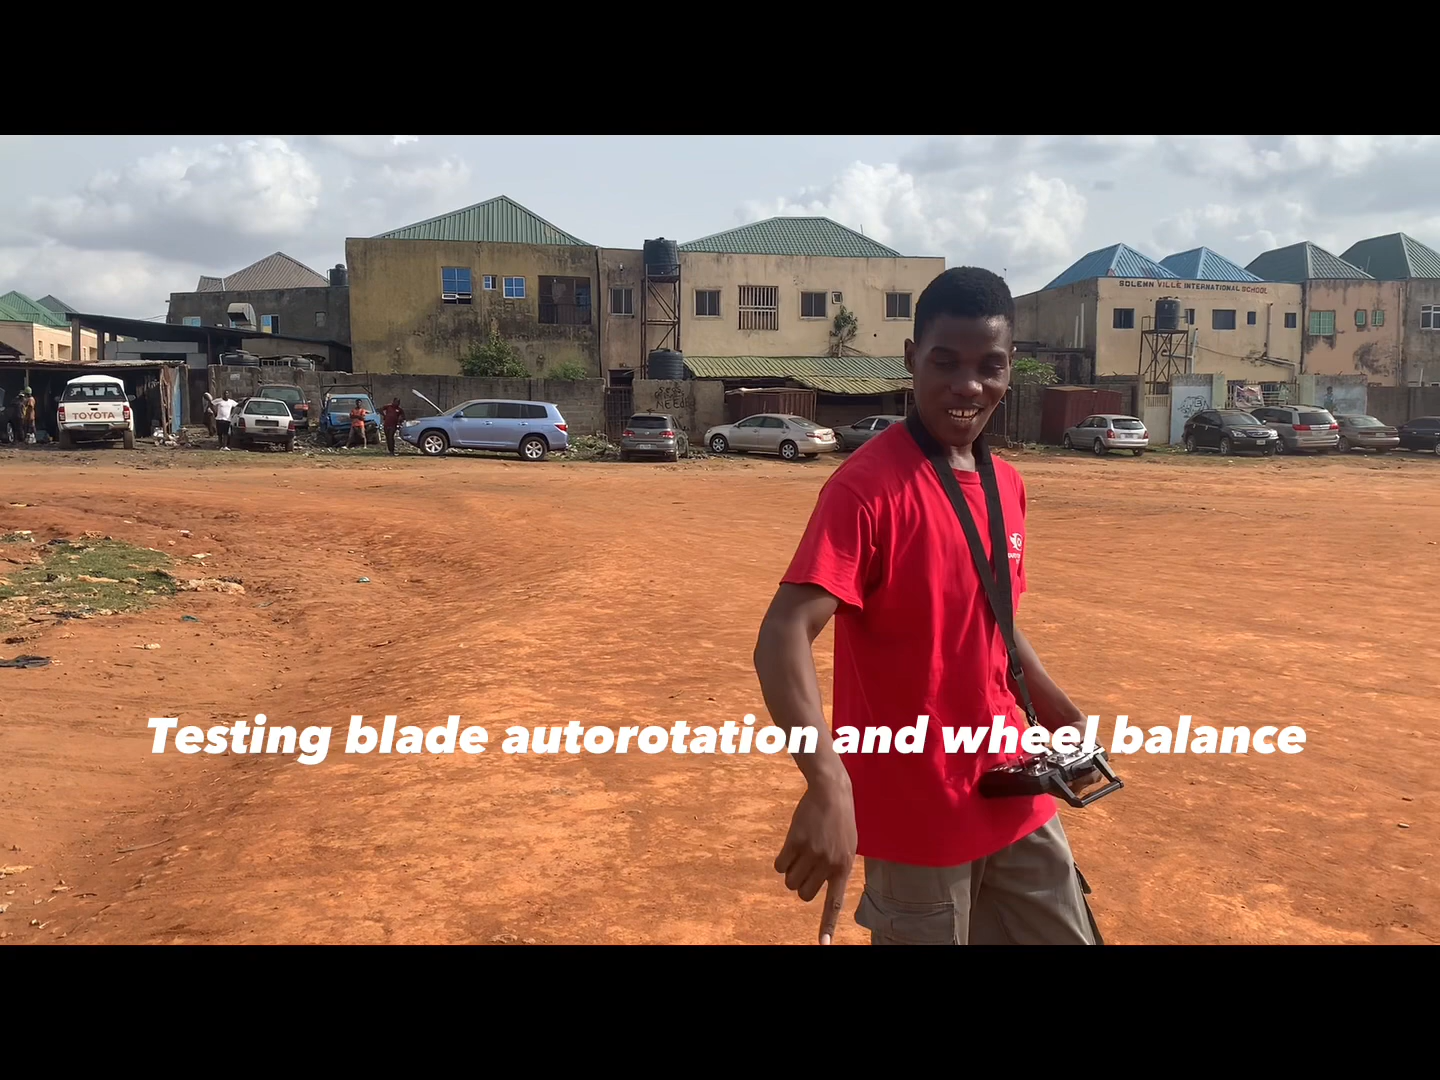 SOLEMN VILLE INTERNATIONAL SCHOOL
TOYOTA
Testing blade autorotation and wheel balance